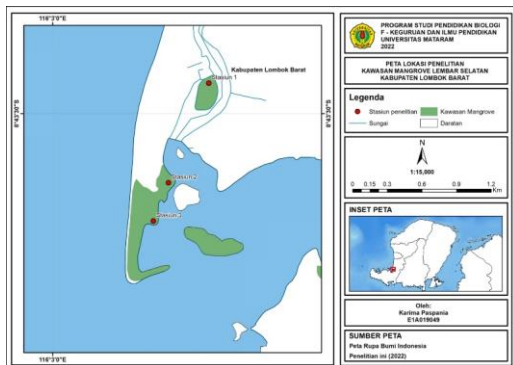 116°3'0"E
Kabupaten Lombok Barat
Stasiun 1
8°43'30"S
8°43'30"S
Stasiun 2
Stasiun 3
116°3'0"E
PROGRAM STUDI PENDIDIKAN BIOLOGI
F - KEGURUAN DAN ILMU PENDIDIKAN
UNIVERSITAS MATARAM
2022
PETA LOKASI PENELITIAN
KAWASAN MANGROVE LEMBAR SELATAN
KABUPATEN LOMBOK BARAT
Legenda
Stasiun penelitian
Kawasan Mangrove
Sungai
Daratan
N
1:15,000
0 0.15 0.3 0.6 0.9 1.2
Km
INSET PETA
Oleh:
Karima Paspania
E1A019049
SUMBER PETA
Peta Rupa Bumi Indonesia
Penelitian ini (2022)